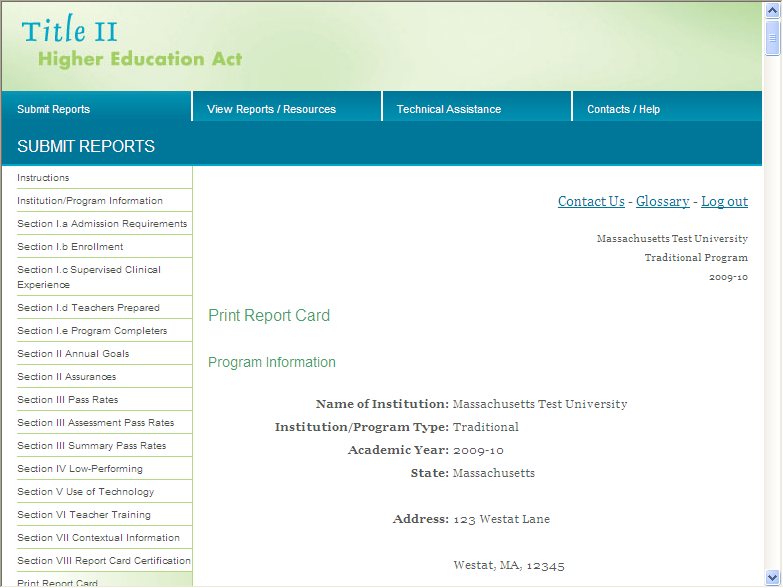 Title II
Higher Education Act
Submit Reports
View Reports / Resources
Technical Assistance
Contacts / Help
SUBMIT REPORTS
Instructions
Institution/Program Information
Section I.a Admission Requirements
Section I.b Enrollment
Section I.c Supervised Clinical
Experience
Section I.d Teachers Prepared
Section I.e Program Completers
Section II Annual Goals
Section II Assurances
Section III Pass Rates
Section III Assessment Pass Rates
Section III Summary Pass Rates
Section IV Low-Performing
Section V Use of Technology
Section VI Teacher Training
Section VII Contextual Information
Section VIII Report Card Certification
Print Report Card
Contact Us - Glossary - Log out
Massachusetts Test University
Traditional Program
2009-10
Print Report Card
Program Information
Name of Institution: Massachusetts Test University
Institution/Program Type: Traditional
Academic Year: 2009-10
State: Massachusetts
Address: 123 Westat Lane
Westat, MA, 12345